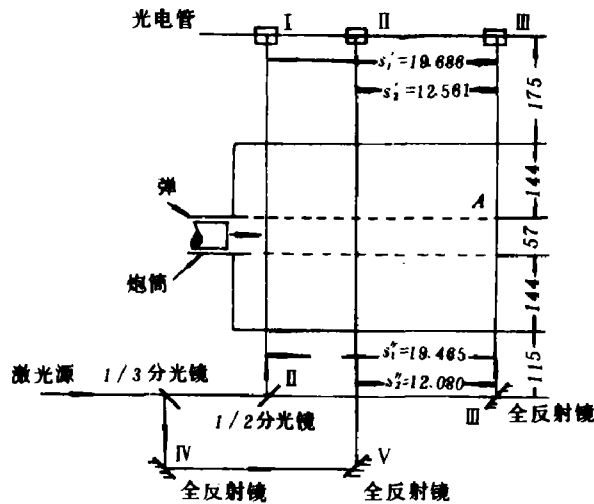 光电管 I II III
s₁′=19.686
s₂′=12.561
175
144
弹
A
57
炮筒
144
s₁″=19.465
115
激光源 1/3分光镜 II
s₂″=12.080
1/2分光镜 III 全反射镜
IV V
全反射镜 全反射镜